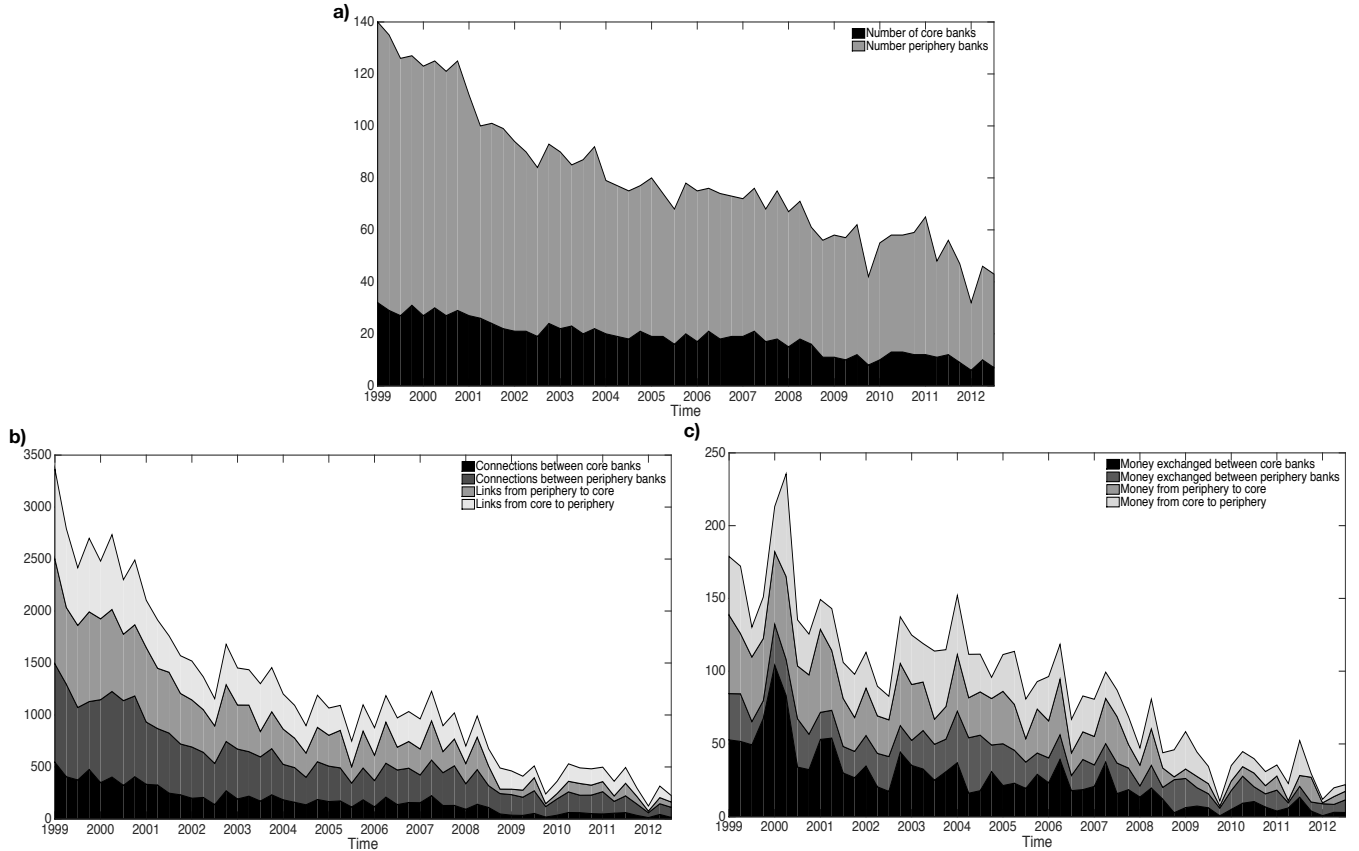 a)
140
120
100
80
60
40
20
0
Number of core banks
Number periphery banks
1999 2000 2001 2002 2003 2004 2005 2006 2007 2008 2009 2010 2011 2012
Time
b)
3500
3000
2500
2000
1500
1000
500
0
Connections between core banks
Connections between periphery banks
Links from periphery to core
Links from core to periphery
1999 2000 2001 2002 2003 2004 2005 2006 2007 2008 2009 2010 2011 2012
Time
c)
250
200
150
100
50
0
Money exchanged between core banks
Money exchanged between periphery banks
Money from periphery to core
Money from core to periphery
1999 2000 2001 2002 2003 2004 2005 2006 2007 2008 2009 2010 2011 2012
Time